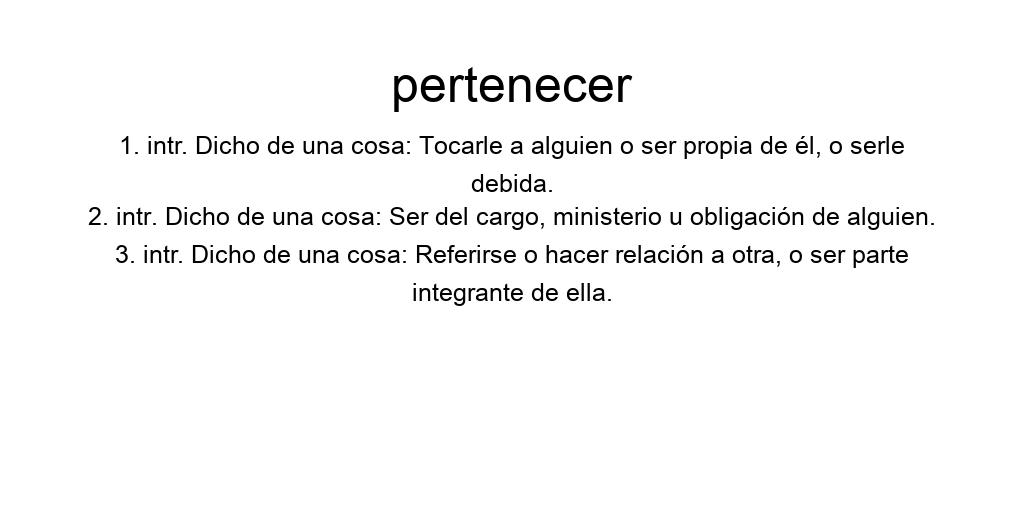 pertenecer
1. intr. Dicho de una cosa: Tocarle a alguien o ser propia de él, o serle
debida.
2. intr. Dicho de una cosa: Ser del cargo, ministerio u obligación de alguien.
3. intr. Dicho de una cosa: Referirse o hacer relación a otra, o ser parte
integrante de ella.